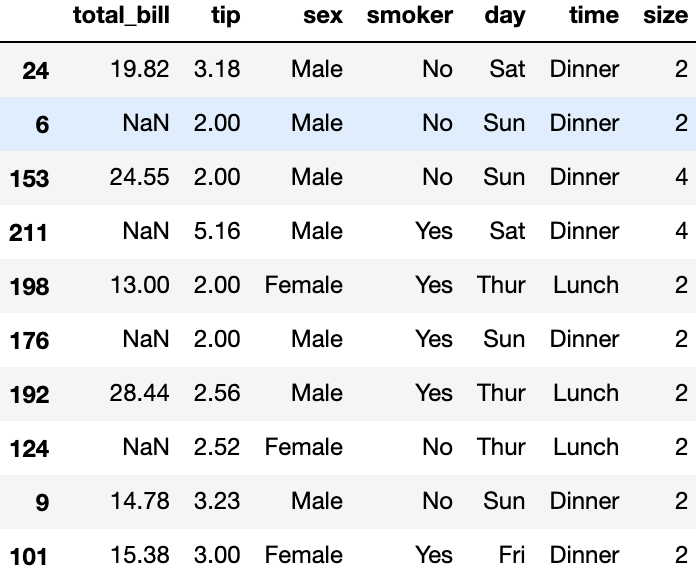 total_bill tip sex smoker day time size
24 19.82 3.18 Male No Sat Dinner 2
6 NaN 2.00 Male No Sun Dinner 2
153 24.55 2.00 Male No Sun Dinner 4
211 NaN 5.16 Male Yes Sat Dinner 4
198 13.00 2.00 Female Yes Thur Lunch 2
176 NaN 2.00 Male Yes Sun Dinner 2
192 28.44 2.56 Male Yes Thur Lunch 2
124 NaN 2.52 Female No Thur Lunch 2
9 14.78 3.23 Male No Sun Dinner 2
101 15.38 3.00 Female Yes Fri Dinner 2